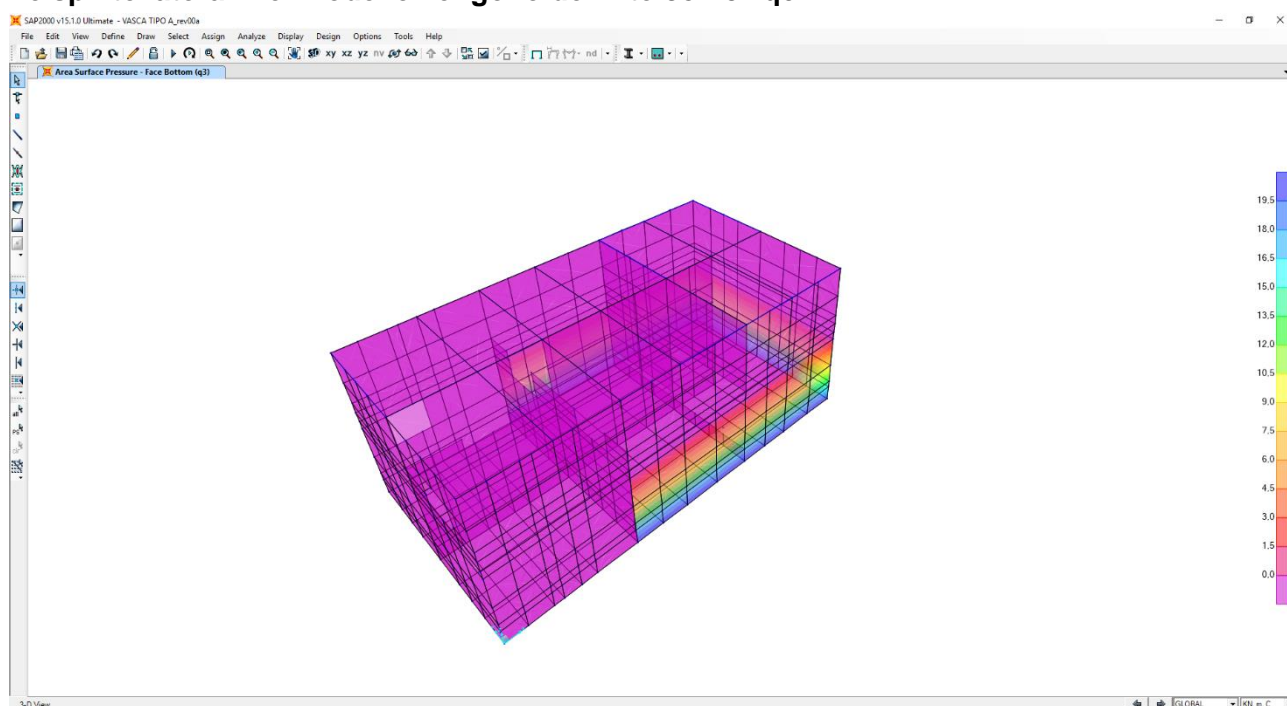 SAP2000 v15.1.0 Ultimate - VASCA TIPO A_rev00a
File Edit View Define Draw Select Assign Analyze Display Design Options Tools Help
xy xz yz nv nd
Area Surface Pressure - Face Bottom (q3)
19.5
18.0
16.5
15.0
13.5
12.0
10.5
9.0
7.5
6.0
4.5
3.0
1.5
0.0
3-D View
GLOBAL KN, m, C